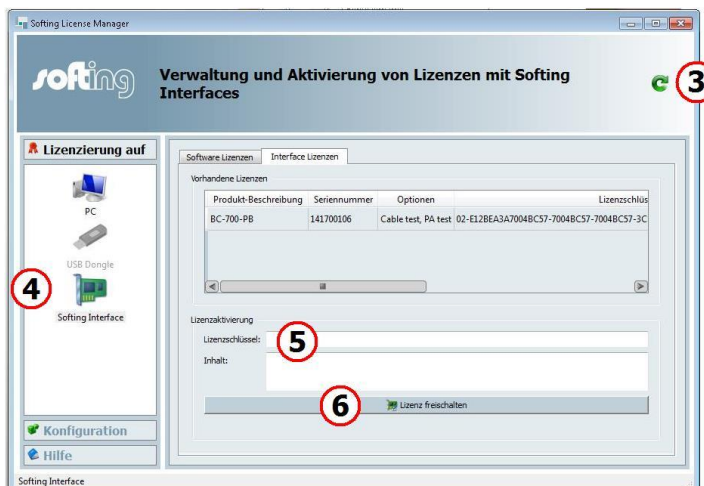 Softing License Manager
softing
Verwaltung und Aktivierung von Lizenzen mit Softing
Interfaces
3
Lizenzierung auf
PC
USB Dongle
4
Softing Interface
Konfiguration
Hilfe
Software Lizenzen Interface Lizenzen
Vorhandene Lizenzen
Produkt-Beschreibung Seriennummer Optionen Lizenzschlüs
BC-700-PB 141700106 Cable test, PA test 02-E12BEA3A7004BC57-7004BC57-7004BC57-3C
Lizenzaktivierung
Lizenzschlüssel: 5
Inhalt:
6 Lizenz freischalten
Softing Interface